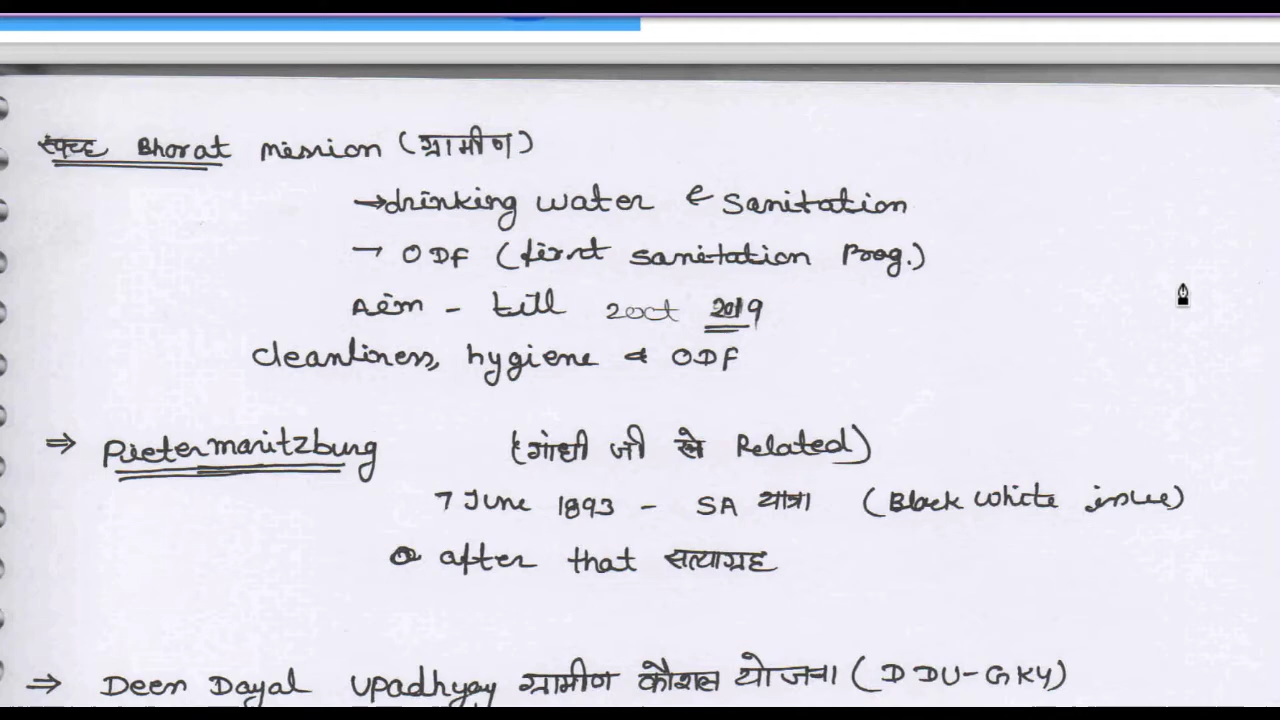 स्वच्छ Bharat mission (ग्रामीण)
→ drinking water & Sanitation
→ ODF (first sanitation Prog.)
Aim - till 2 oct 2019
cleanliness, hygiene & ODF
⇒ Pietermaritzburg (गांधी जी से Related)
7 June 1893 - SA यात्रा (Black White issue)
after that सत्याग्रह
⇒ Deen Dayal Upadhyay ग्रामीण कौशल योजना (DDU-GKY)